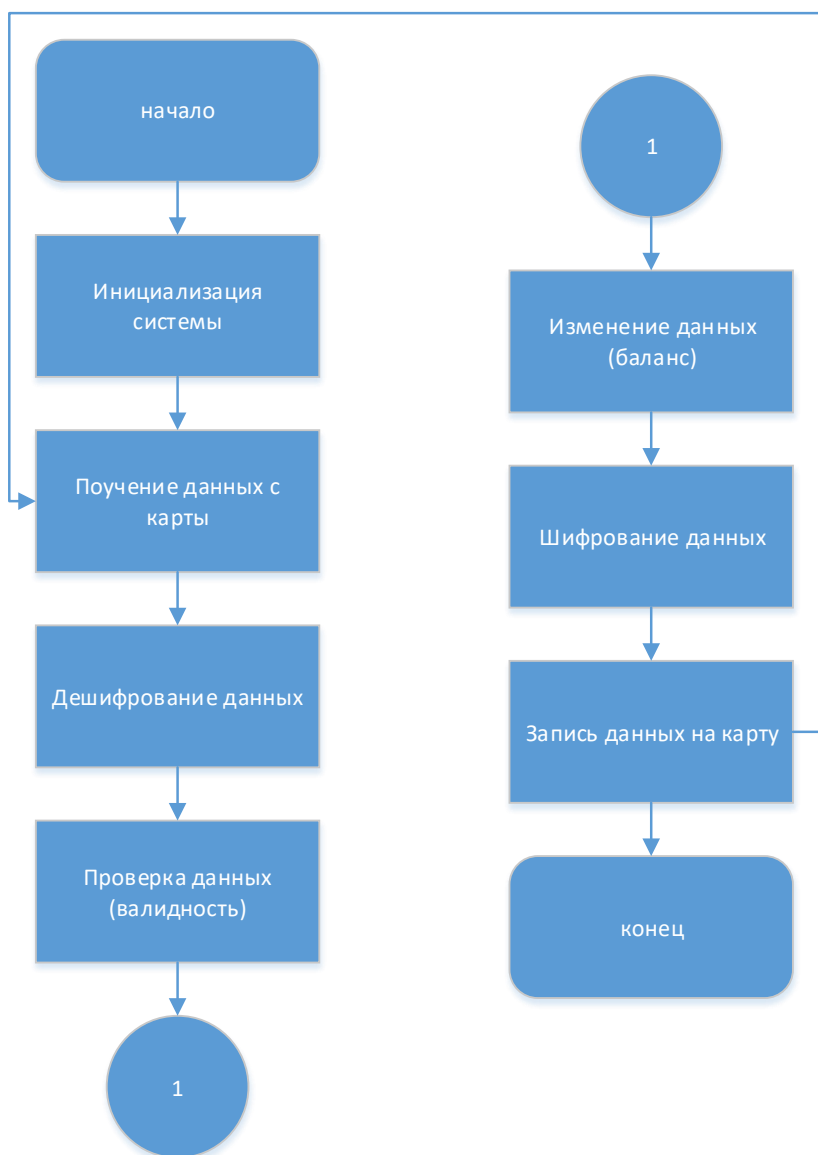 начало
Инициализация
системы
Поучение данных с
карты
Дешифрование данных
Проверка данных
(валидность)
1
1
Изменение данных
(баланс)
Шифрование данных
Запись данных на карту
конец